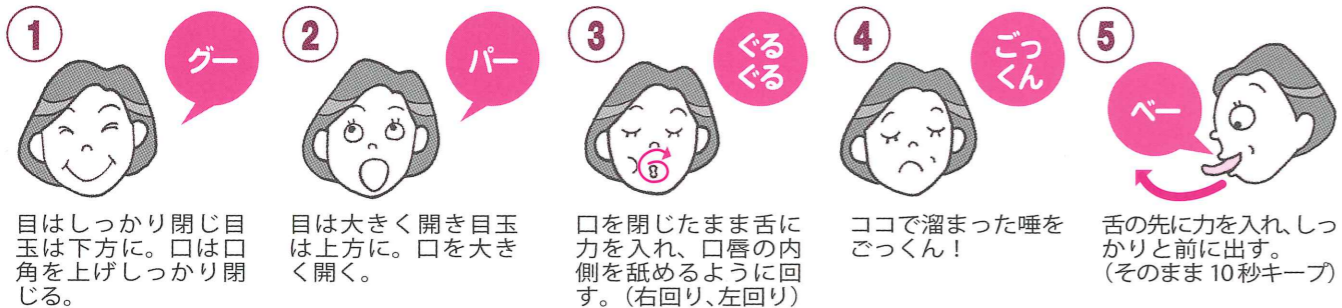 1
グー
目はしっかり閉じ目
玉は下方に。口は口
角を上げしっかり閉
じる。
2
パー
目は大きく開き目玉
は上方に。口を大き
く開く。
3
ぐる
ぐる
口を閉じたまま舌に
力を入れ、口唇の内
側を舐めるように回
す。（右回り、左回り）
4
ごっ
くん
ココで溜まった唾を
ごっくん！
5
べー
舌の先に力を入れ、しっ
かりと前に出す。
（そのまま10秒キープ）